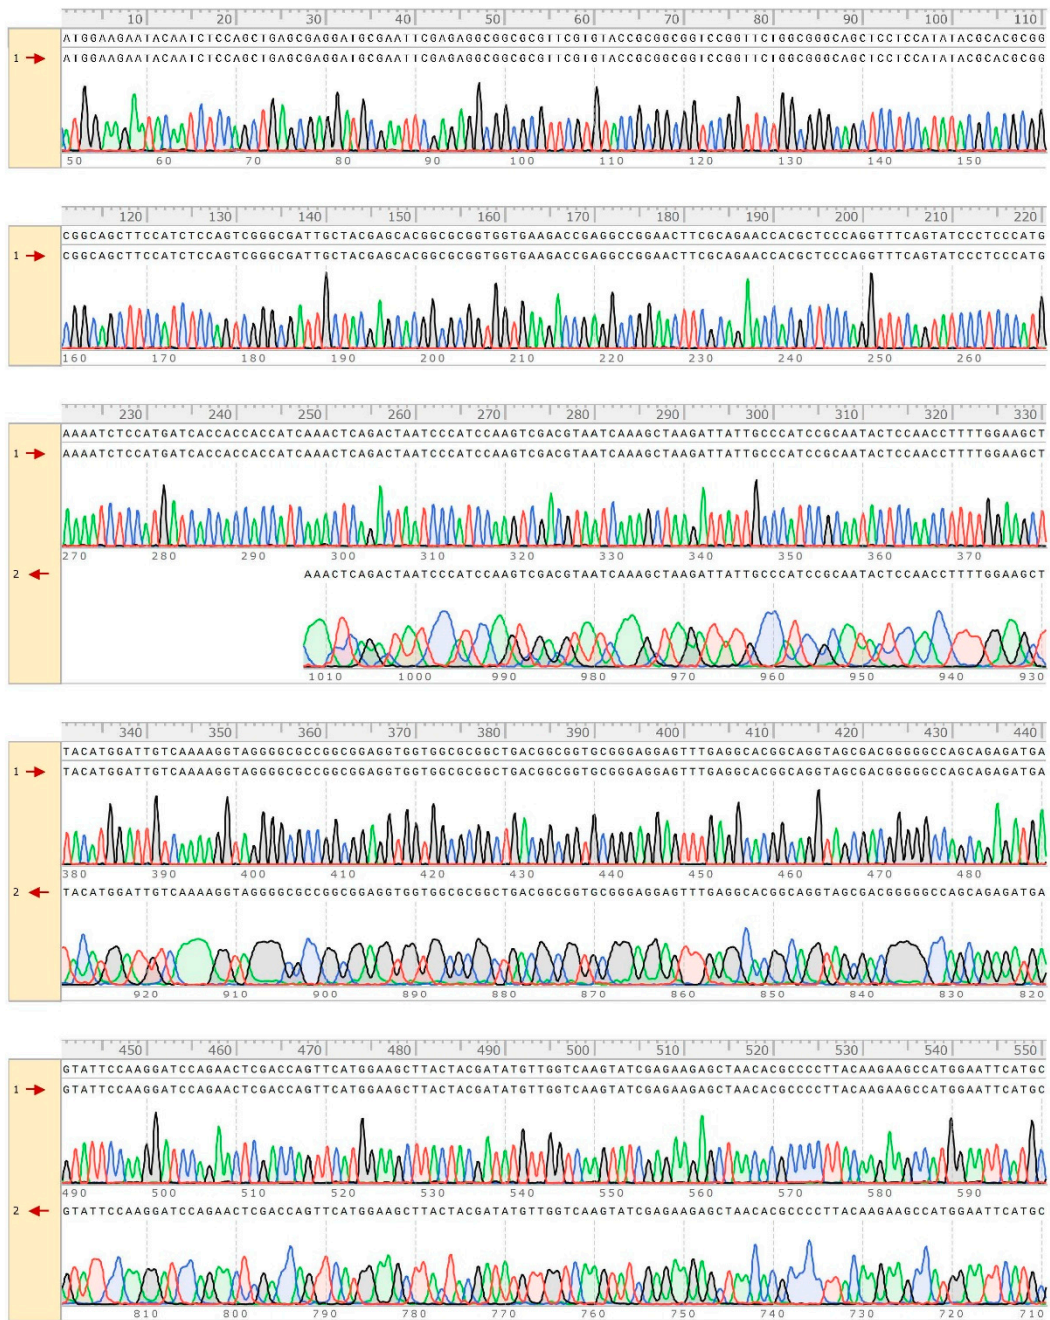 10 20 30 40 50 60 70 80 90 100 110
ATGGAAGAATACAATCTCCAGCTGAGCGAGGATGCGAATTCGAGAGGCGGCGCGTTCGTGTACCGCGGCGGTCCGGTTCTGGCGGGCAGCTCCTCCATATACGCACGCGG
1 ATGGAAGAATACAATCTCCAGCTGAGCGAGGATGCGAATTCGAGAGGCGGCGCGTTCGTGTACCGCGGCGGTCCGGTTCTGGCGGGCAGCTCCTCCATATACGCACGCGG
50 60 70 80 90 100 110 120 130 140 150
120 130 140 150 160 170 180 190 200 210 220
CGGCAGCTTCCATCTCCAGTCGGGCGATTGCTACGAGCACGGCGCGGTGGTGAAGACCGAGGCCGGAACTTCGCAGAACCACGCTCCCAGGTTTCAGTATCCCTCCCATG
1 CGGCAGCTTCCATCTCCAGTCGGGCGATTGCTACGAGCACGGCGCGGTGGTGAAGACCGAGGCCGGAACTTCGCAGAACCACGCTCCCAGGTTTCAGTATCCCTCCCATG
160 170 180 190 200 210 220 230 240 250 260
230 240 250 260 270 280 290 300 310 320 330
AAAATCTCCATGATCACCACCACCATCAAACTCAGACTAATCCCATCCAAGTCGACGTAATCAAAGCTAAGATTATTGCCCATCCGCAATACTCCAACCTTTTGGAAGCT
1 AAAATCTCCATGATCACCACCACCATCAAACTCAGACTAATCCCATCCAAGTCGACGTAATCAAAGCTAAGATTATTGCCCATCCGCAATACTCCAACCTTTTGGAAGCT
270 280 290 300 310 320 330 340 350 360 370
2 AAACTCAGACTAATCCCATCCAAGTCGACGTAATCAAAGCTAAGATTATTGCCCATCCGCAATACTCCAACCTTTTGGAAGCT
1010 1000 990 980 970 960 950 940 930
340 350 360 370 380 390 400 410 420 430 440
TACATGGATTGTCAAAAGGTAGGGGCGCCGGCGGAGGTGGTGGCGCGGCTGACGGCGGTGCGGGAGGAGTTTGAGGCACGGCAGGTAGCGACGGGGGCCAGCAGAGATGA
1 TACATGGATTGTCAAAAGGTAGGGGCGCCGGCGGAGGTGGTGGCGCGGCTGACGGCGGTGCGGGAGGAGTTTGAGGCACGGCAGGTAGCGACGGGGGCCAGCAGAGATGA
380 390 400 410 420 430 440 450 460 470 480
2 TACATGGATTGTCAAAAGGTAGGGGCGCCGGCGGAGGTGGTGGCGCGGCTGACGGCGGTGCGGGAGGAGTTTGAGGCACGGCAGGTAGCGACGGGGGCCAGCAGAGATGA
920 910 900 890 880 870 860 850 840 830 820
450 460 470 480 490 500 510 520 530 540 550
GTATTCCAAGGATCCAGAACTCGACCAGTTCATGGAAGCTTACTACGATATGTTGGTCAAGTATCGAGAAGAGCTAACACGCCCCTTACAAGAAGCCATGGAATTCATGC
1 GTATTCCAAGGATCCAGAACTCGACCAGTTCATGGAAGCTTACTACGATATGTTGGTCAAGTATCGAGAAGAGCTAACACGCCCCTTACAAGAAGCCATGGAATTCATGC
490 500 510 520 530 540 550 560 570 580 590
2 GTATTCCAAGGATCCAGAACTCGACCAGTTCATGGAAGCTTACTACGATATGTTGGTCAAGTATCGAGAAGAGCTAACACGCCCCTTACAAGAAGCCATGGAATTCATGC
810 800 790 780 770 760 750 740 730 720 710